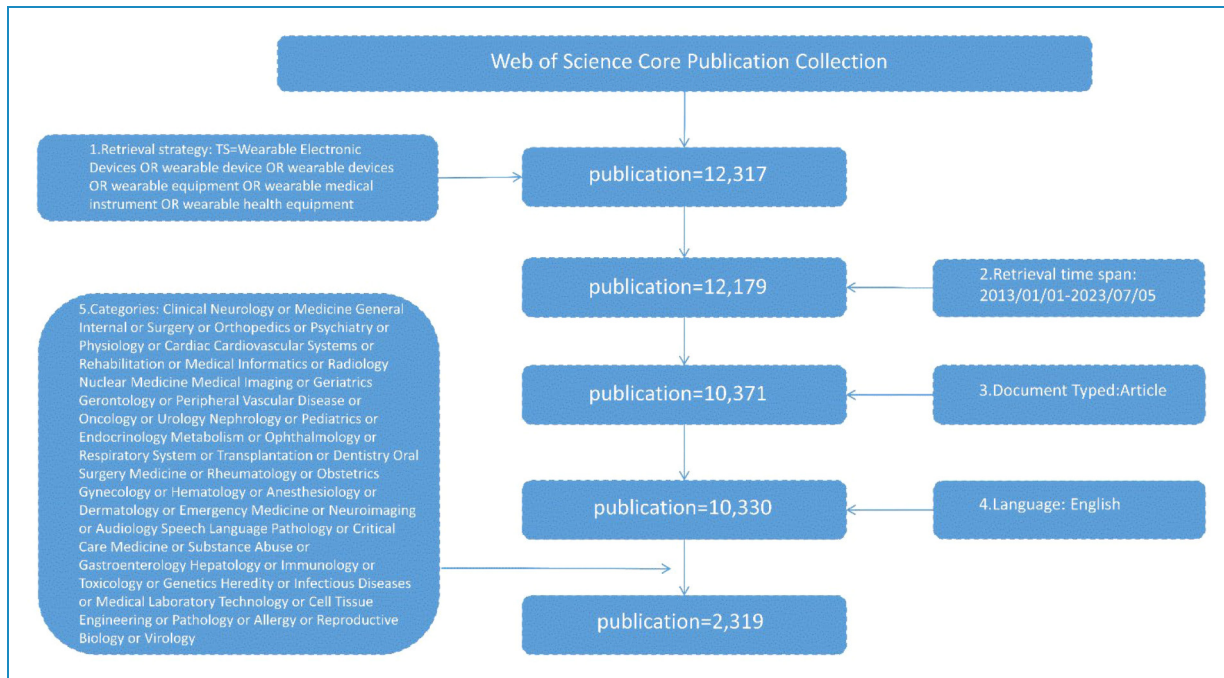 Web of Science Core Publication Collection
1.Retrieval strategy: TS=Wearable Electronic
Devices OR wearable device OR wearable devices
OR wearable equipment OR wearable medical
instrument OR wearable health equipment
publication=12,317
publication=12,179
2.Retrieval time span:
2013/01/01-2023/07/05
5.Categories: Clinical Neurology or Medicine General
Internal or Surgery or Orthopedics or Psychiatry or
Physiology or Cardiac Cardiovascular Systems or
Rehabilitation or Medical Informatics or Radiology
Nuclear Medicine Medical Imaging or Geriatrics
Gerontology or Peripheral Vascular Disease or
Oncology or Urology Nephrology or Pediatrics or
Endocrinology Metabolism or Ophthalmology or
Respiratory System or Transplantation or Dentistry Oral
Surgery Medicine or Rheumatology or Obstetrics
Gynecology or Hematology or Anesthesiology or
Dermatology or Emergency Medicine or Neuroimaging
or Audiology Speech Language Pathology or Critical
Care Medicine or Substance Abuse or
Gastroenterology Hepatology or Immunology or
Toxicology or Genetics Heredity or Infectious Diseases
or Medical Laboratory Technology or Cell Tissue
Engineering or Pathology or Allergy or Reproductive
Biology or Virology
publication=10,371
3.Document Typed:Article
publication=10,330
4.Language: English
publication=2,319